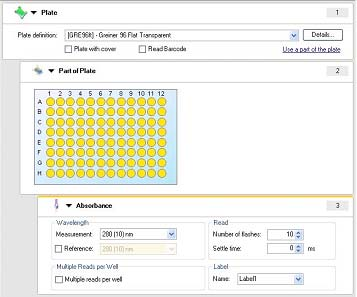 Plate
1
Plate definition: [GRE96ft] - Greiner 96 Flat Transparent Details...
Plate with cover Read Barcode Use a part of the plate
Part of Plate
2
1 2 3 4 5 6 7 8 9 10 11 12
A
B
C
D
E
F
G
H
Absorbance
3
Wavelength
Measurement: 280 (10) nm
Reference: 280 (10) nm
Read
Number of flashes: 10
Settle time: 0 ms
Multiple Reads per Well
Multiple reads per well
Label
Name: Label1